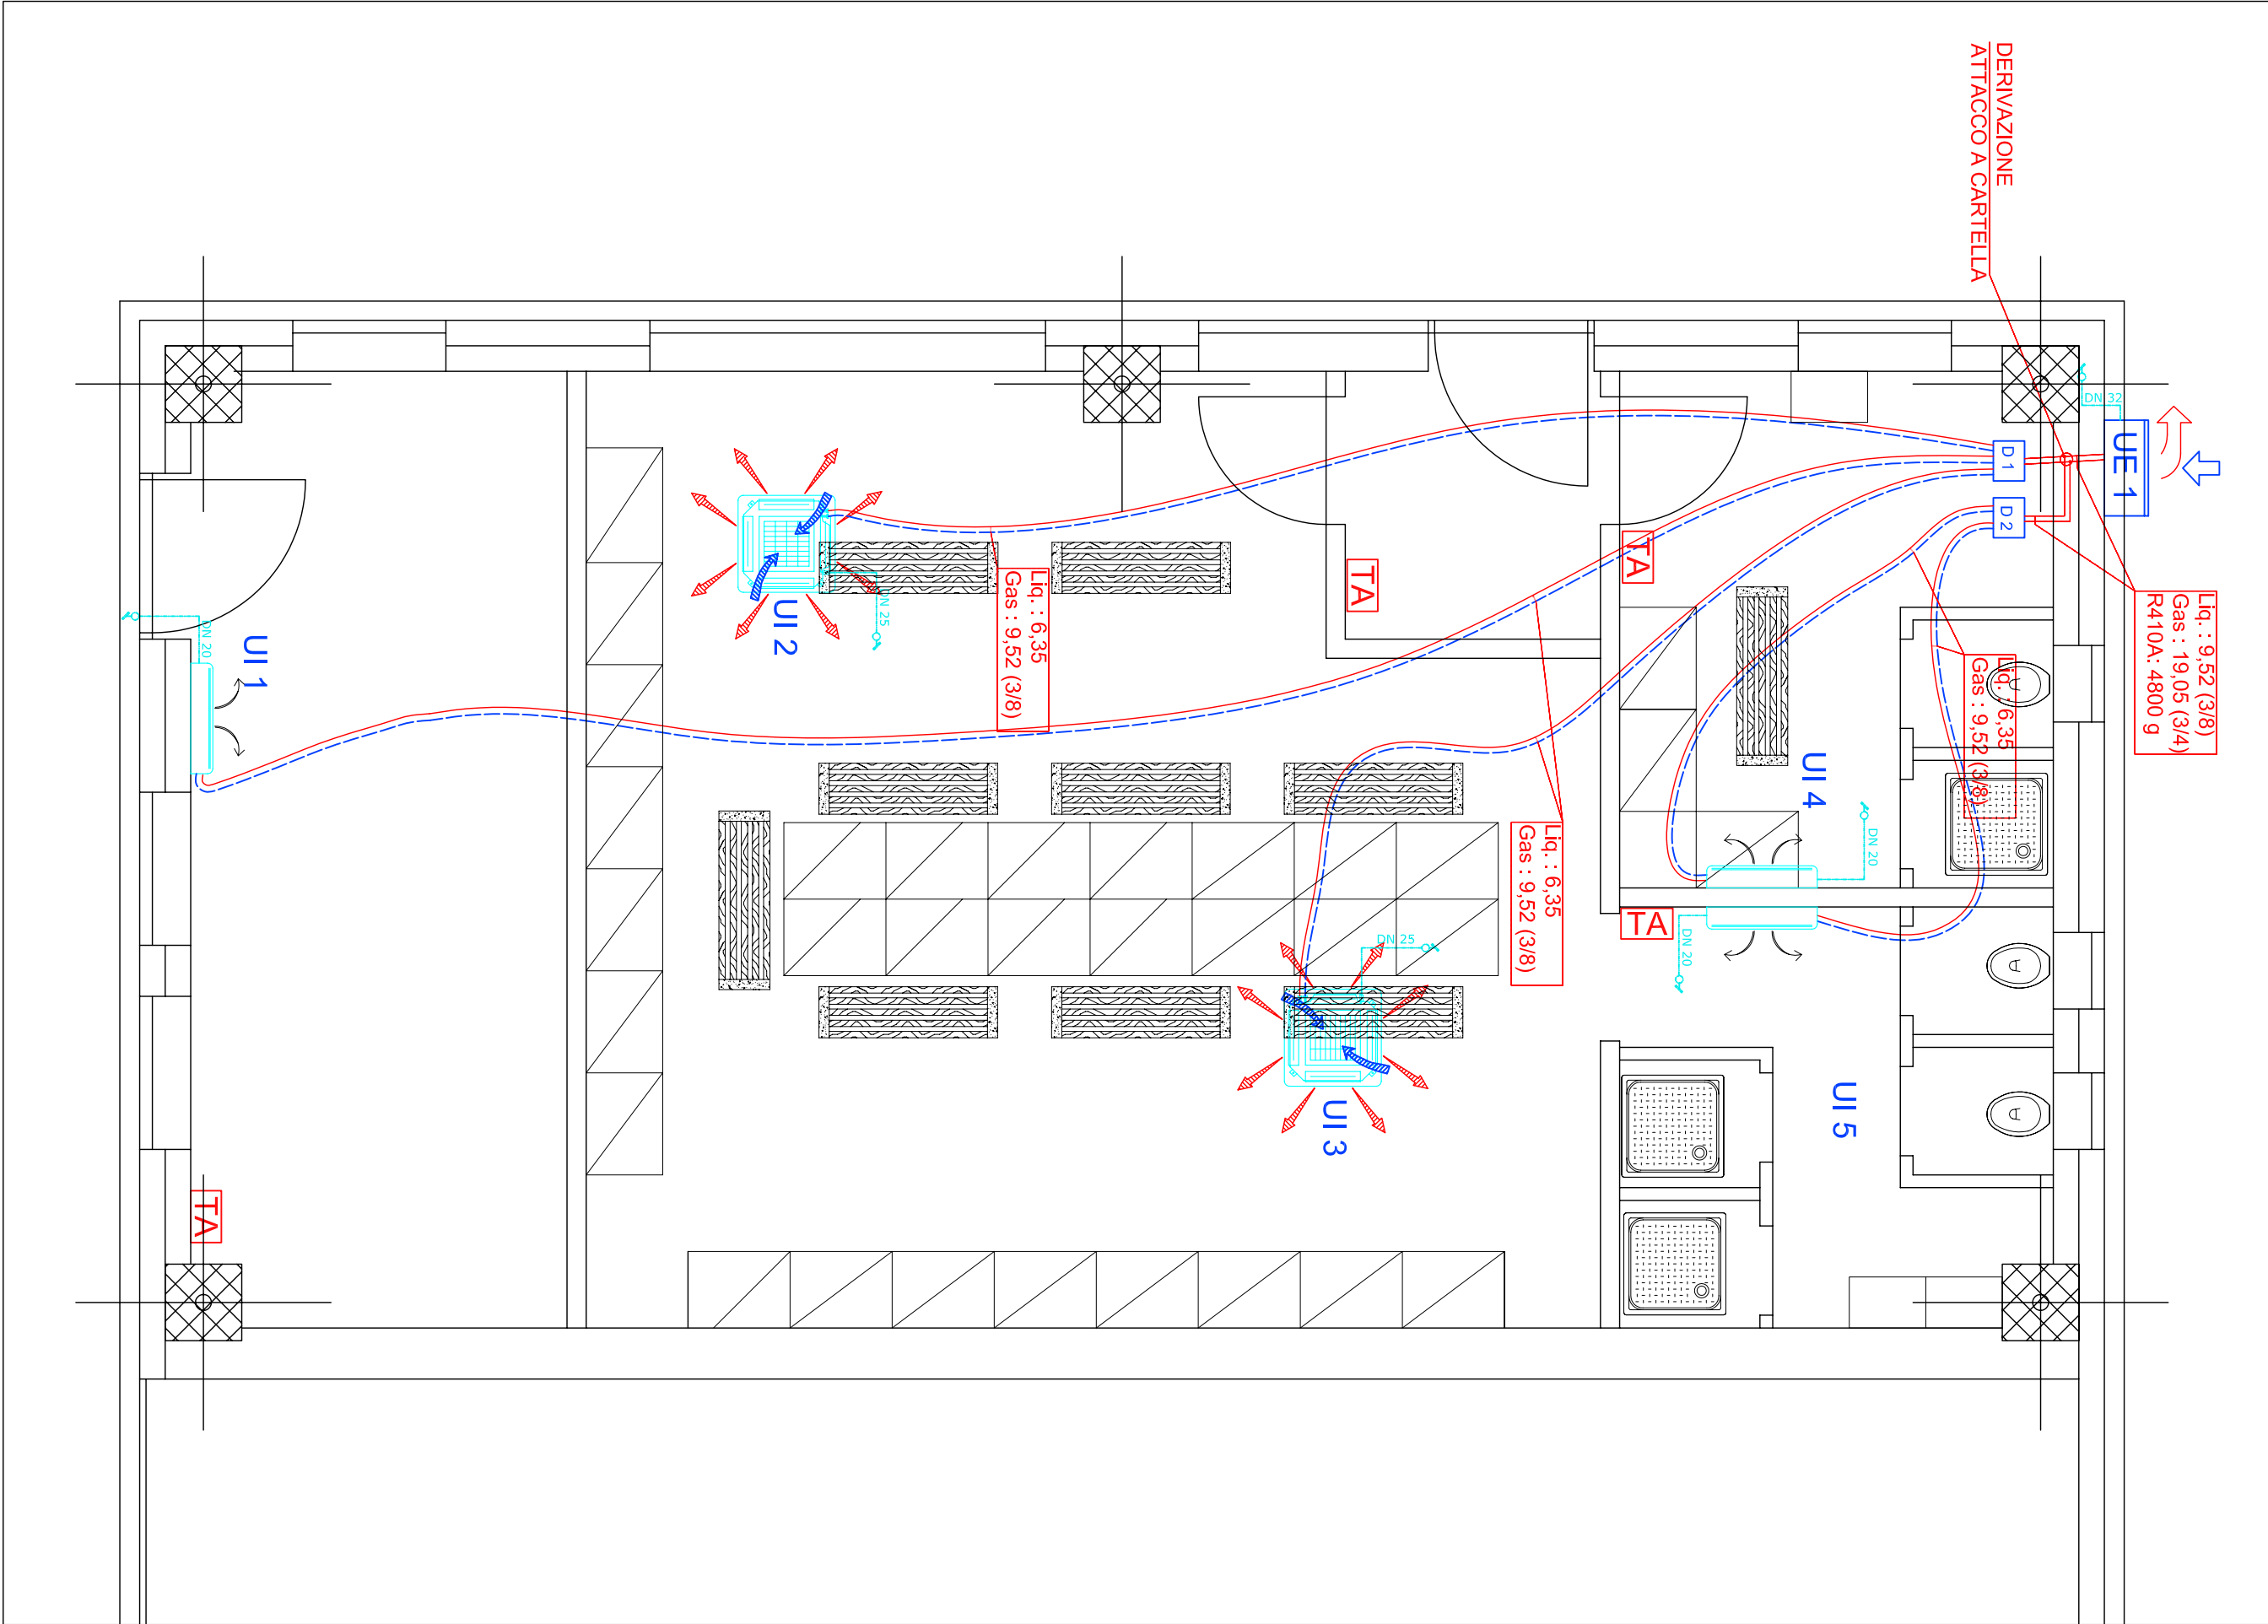 DERIVAZIONE
ATTACCO A CARTELLA
DN 32
UE 1
D 1
D 2
Liq. : 9,52 (3/8)
Gas : 19,05 (3/4)
R410A: 4800 g
Liq. : 6,35
Gas : 9,52 (3/8)
UI 4
DN 20
TA
TA
Liq. : 6,35
Gas : 9,52 (3/8)
DN 25
UI 2
UI 1
DN 20
Liq. : 6,35
Gas : 9,52 (3/8)
DN 25
TA
DN 20
UI 3
UI 5
TA